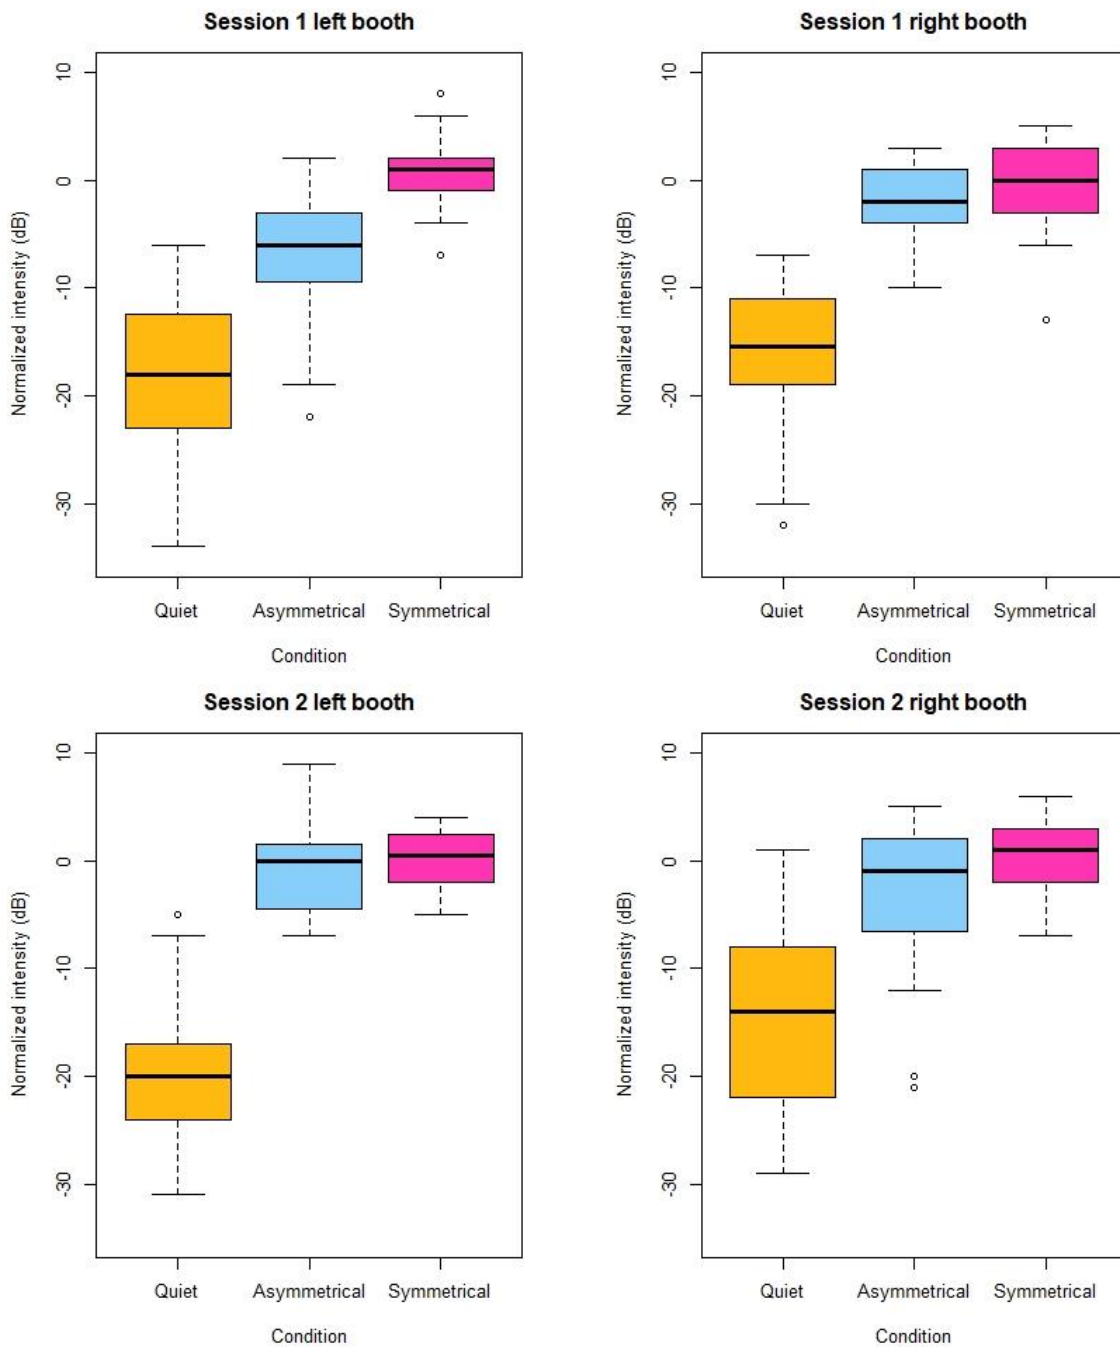 Session 1 left booth
Normalized intensity (dB)
10
0
-10
-20
-30
Quiet Asymmetrical Symmetrical
Condition
Session 1 right booth
Normalized intensity (dB)
10
0
-10
-20
-30
Quiet Asymmetrical Symmetrical
Condition
Session 2 left booth
Normalized intensity (dB)
10
0
-10
-20
-30
Quiet Asymmetrical Symmetrical
Condition
Session 2 right booth
Normalized intensity (dB)
10
0
-10
-20
-30
Quiet Asymmetrical Symmetrical
Condition